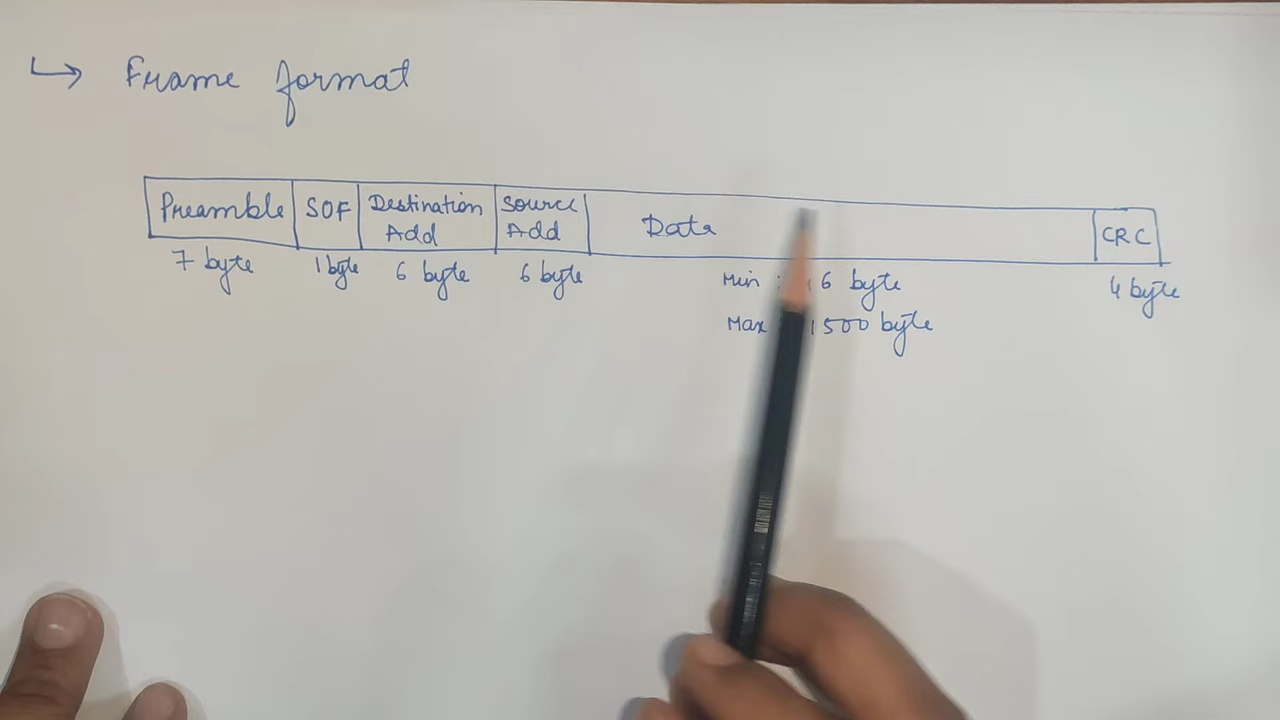 ↳ Frame format
Preamble SOF Destination Add Source Add Data CRC
7 byte 1 byte 6 byte 6 byte Min : 6 byte 4 byte
Max 1500 byte